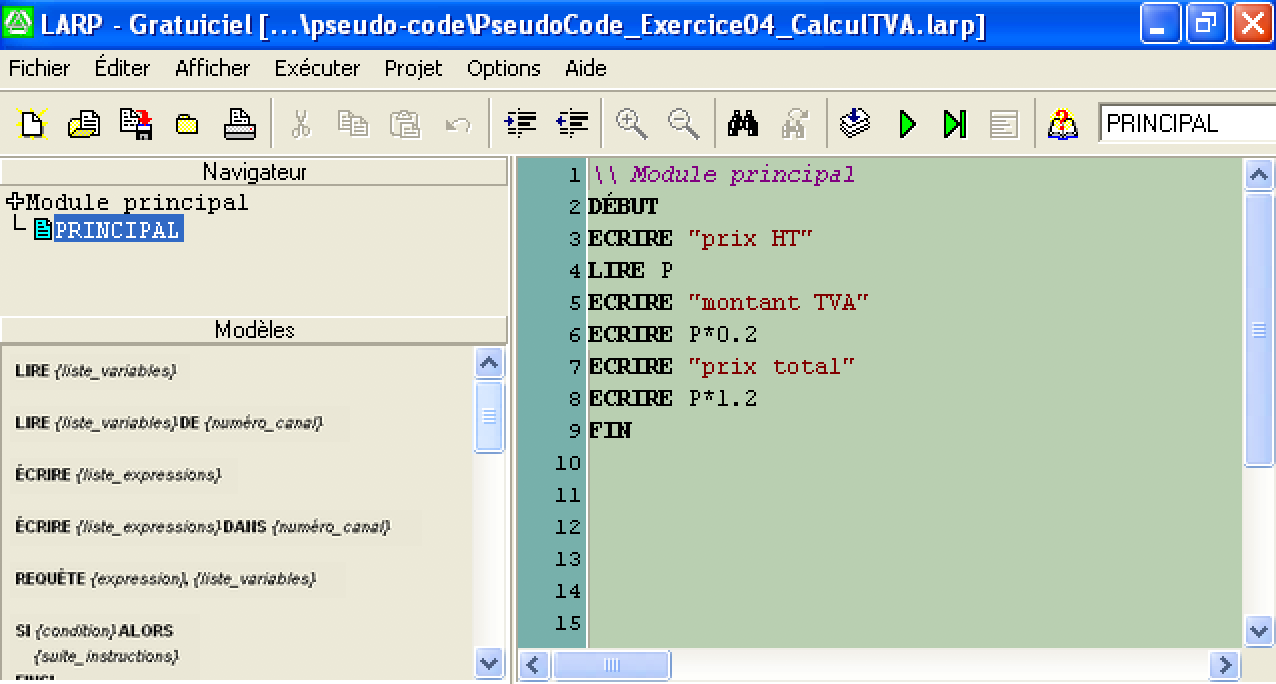 LARP - Gratuiciel [...\pseudo-code\PseudoCode_Exercice04_CalculTVA.larp]
Fichier Éditer Afficher Exécuter Projet Options Aide
PRINCIPAL
Navigateur
Module principal
PRINCIPAL
Modèles
LIRE {liste_variables}
LIRE {liste_variables} DE {numéro_canal}
ÉCRIRE {liste_expressions}
ÉCRIRE {liste_expressions} DANS {numéro_canal}
REQUÊTE {expression}, {liste_variables}
SI {condition} ALORS
{suite_instructions}
FINSI
1 \\ Module principal
2 DÉBUT
3 ECRIRE "prix HT"
4 LIRE P
5 ECRIRE "montant TVA"
6 ECRIRE P*0.2
7 ECRIRE "prix total"
8 ECRIRE P*1.2
9 FIN
10
11
12
13
14
15